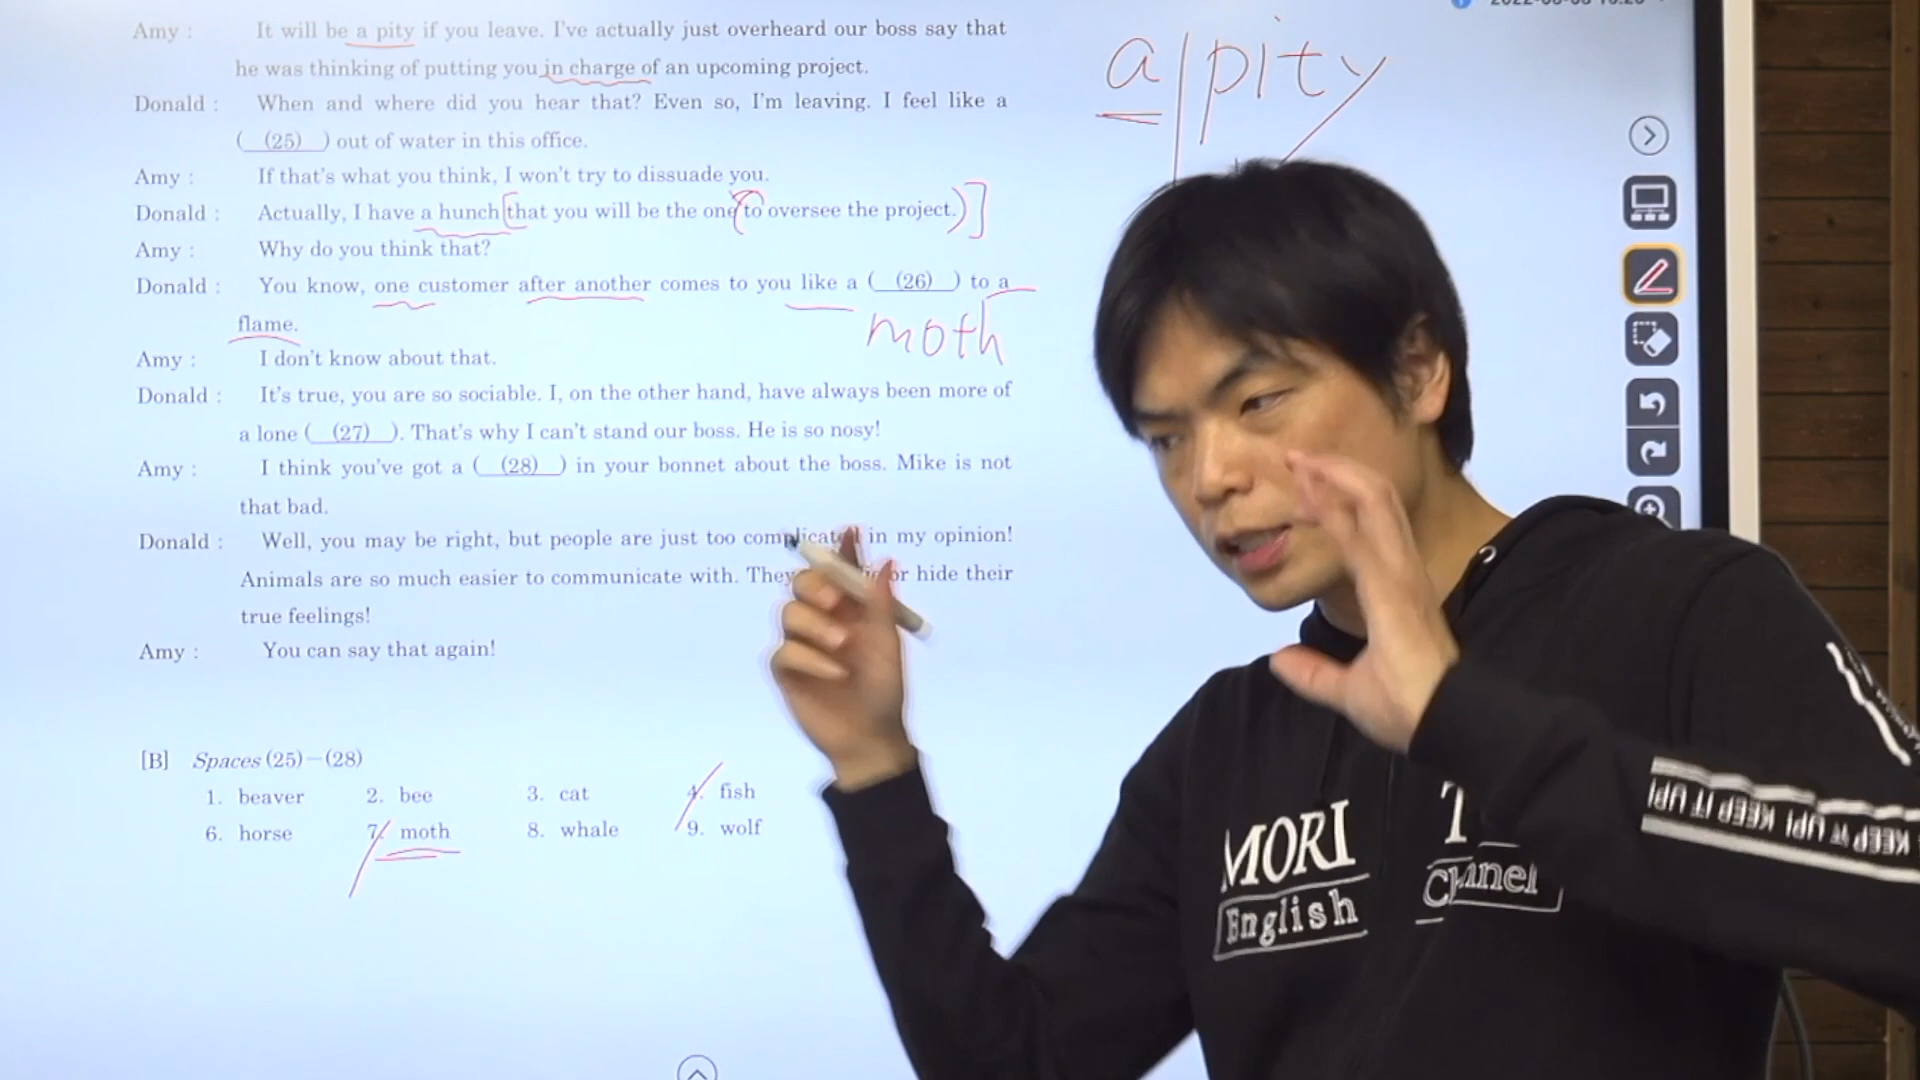 Amy : It will be a pity if you leave. I've actually just overheard our boss say that
he was thinking of putting you in charge of an upcoming project.
Donald : When and where did you hear that? Even so, I'm leaving. I feel like a
( (25) ) out of water in this office.
Amy : If that's what you think, I won't try to dissuade you.
Donald : Actually, I have a hunch [that you will be the one (to oversee the project.)]
Amy : Why do you think that?
Donald : You know, one customer after another comes to you like a ( (26) ) to a
flame.
moth
Amy : I don't know about that.
Donald : It's true, you are so sociable. I, on the other hand, have always been more of
a lone ( (27) ). That's why I can't stand our boss. He is so nosy!
Amy : I think you've got a ( (28) ) in your bonnet about the boss. Mike is not
that bad.
Donald : Well, you may be right, but people are just too complicated in my opinion!
Animals are so much easier to communicate with. They or hide their
true feelings!
Amy : You can say that again!
[B] Spaces (25)-(28)
1. beaver 2. bee 3. cat 4. fish
6. horse 7. moth 8. whale 9. wolf
a pity
MORI
English
KEEP IT UP! KEEP IT UP!